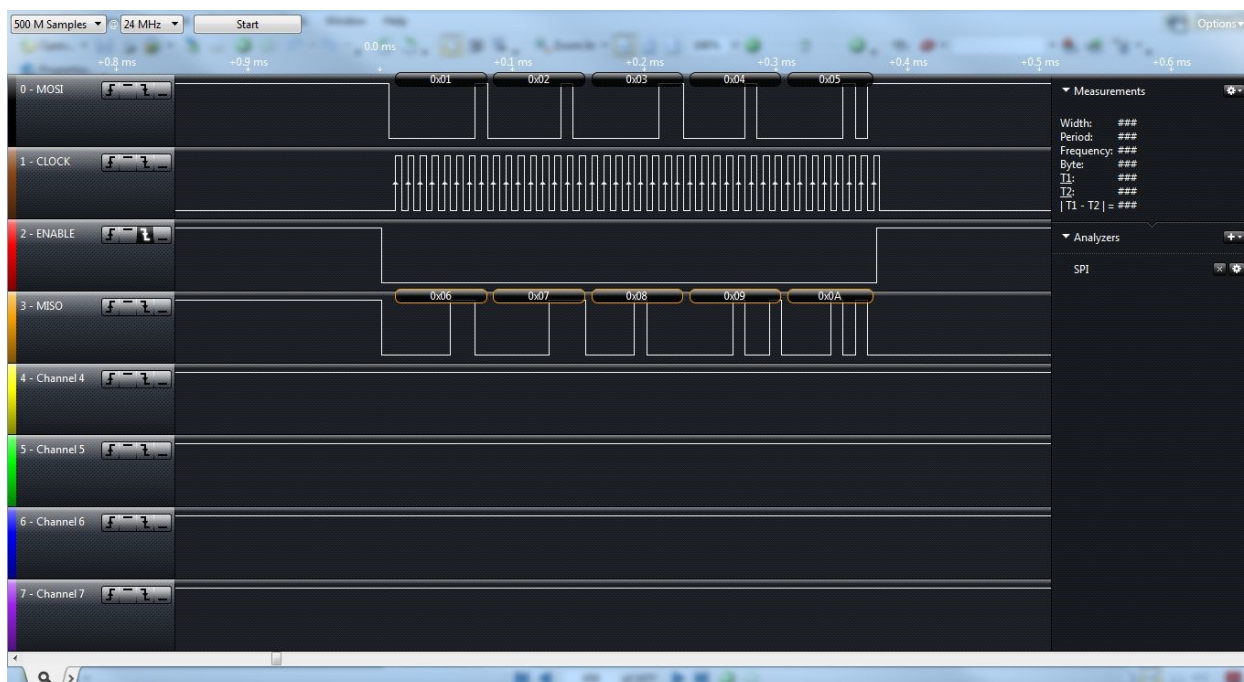 500 M Samples @ 24 MHz Start Options
0.0 ms
+0.8 ms +0.9 ms +0.1 ms +0.2 ms +0.3 ms +0.4 ms +0.5 ms +0.6 ms
0 - MOSI 0x01 0x02 0x03 0x04 0x05
Measurements
Width: ###
Period: ###
Frequency: ###
Byte: ###
T1: ###
T2: ###
| T1 - T2 | = ###
1 - CLOCK
2 - ENABLE
Analyzers
SPI
3 - MISO 0x06 0x07 0x08 0x09 0x0A
4 - Channel 4
5 - Channel 5
6 - Channel 6
7 - Channel 7